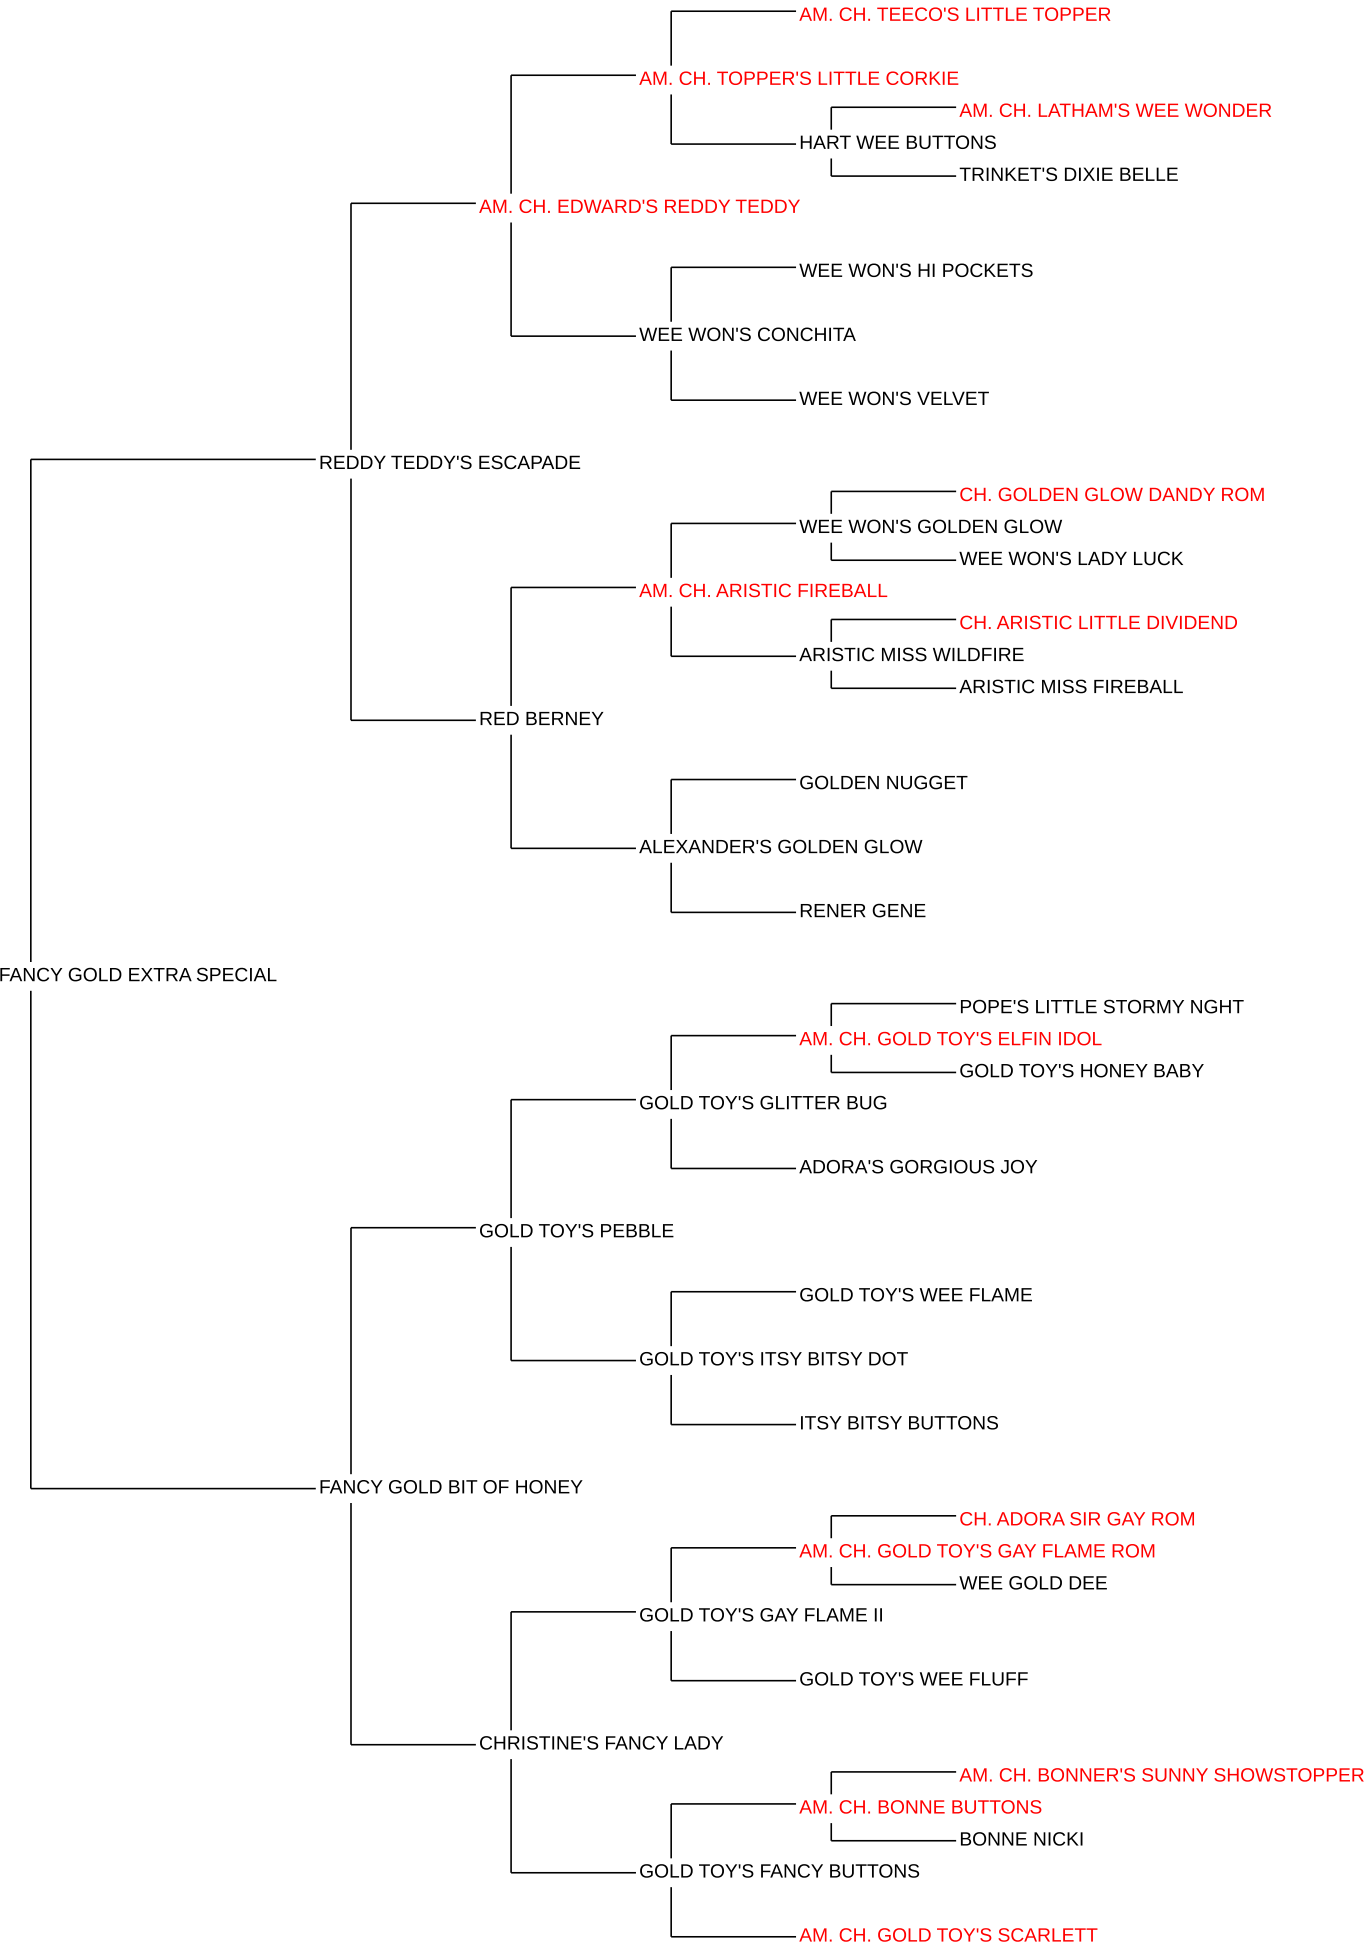 AM. CH. TEECO'S LITTLE TOPPER
AM. CH. TOPPER'S LITTLE CORKIE
AM. CH. LATHAM'S WEE WONDER
HART WEE BUTTONS
TRINKET'S DIXIE BELLE
AM. CH. EDWARD'S REDDY TEDDY
WEE WON'S HI POCKETS
WEE WON'S CONCHITA
WEE WON'S VELVET
REDDY TEDDY'S ESCAPADE
CH. GOLDEN GLOW DANDY ROM
WEE WON'S GOLDEN GLOW
WEE WON'S LADY LUCK
AM. CH. ARISTIC FIREBALL
CH. ARISTIC LITTLE DIVIDEND
ARISTIC MISS WILDFIRE
ARISTIC MISS FIREBALL
RED BERNEY
GOLDEN NUGGET
ALEXANDER'S GOLDEN GLOW
RENER GENE
FANCY GOLD EXTRA SPECIAL
POPE'S LITTLE STORMY NGHT
AM. CH. GOLD TOY'S ELFIN IDOL
GOLD TOY'S HONEY BABY
GOLD TOY'S GLITTER BUG
ADORA'S GORGIOUS JOY
GOLD TOY'S PEBBLE
GOLD TOY'S WEE FLAME
GOLD TOY'S ITSY BITSY DOT
ITSY BITSY BUTTONS
FANCY GOLD BIT OF HONEY
CH. ADORA SIR GAY ROM
AM. CH. GOLD TOY'S GAY FLAME ROM
WEE GOLD DEE
GOLD TOY'S GAY FLAME II
GOLD TOY'S WEE FLUFF
CHRISTINE'S FANCY LADY
AM. CH. BONNER'S SUNNY SHOWSTOPPER
AM. CH. BONNE BUTTONS
BONNE NICKI
GOLD TOY'S FANCY BUTTONS
AM. CH. GOLD TOY'S SCARLETT